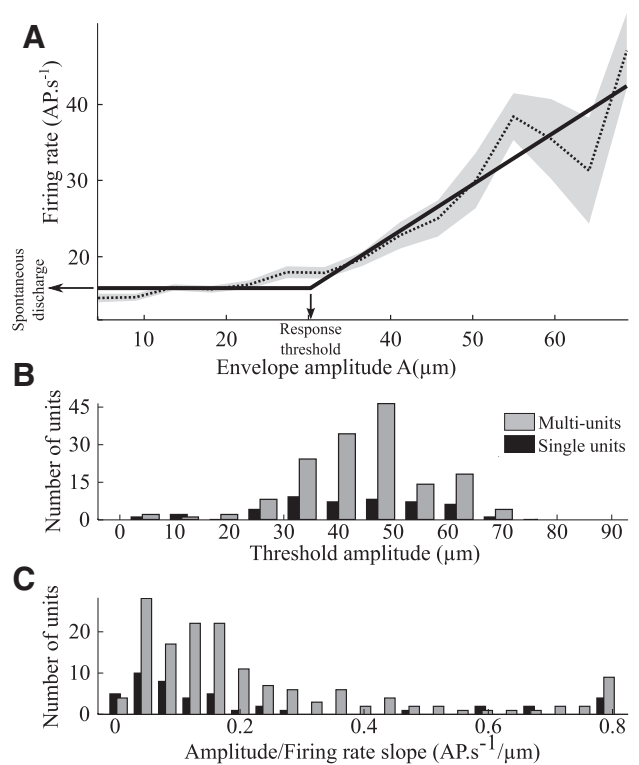 A
Firing rate (AP.s-1)
40
30
20
Spontaneous
discharge
10
20
40
50
60
Response
threshold
Envelope amplitude A(µm)
B
Number of units
45
30
15
0
Multi-units
Single units
0
10
20
30
40
50
60
70
80
90
Threshold amplitude (µm)
C
Number of units
20
10
0
0
0.2
0.4
0.6
0.8
Amplitude/Firing rate slope (AP.s-1/µm)